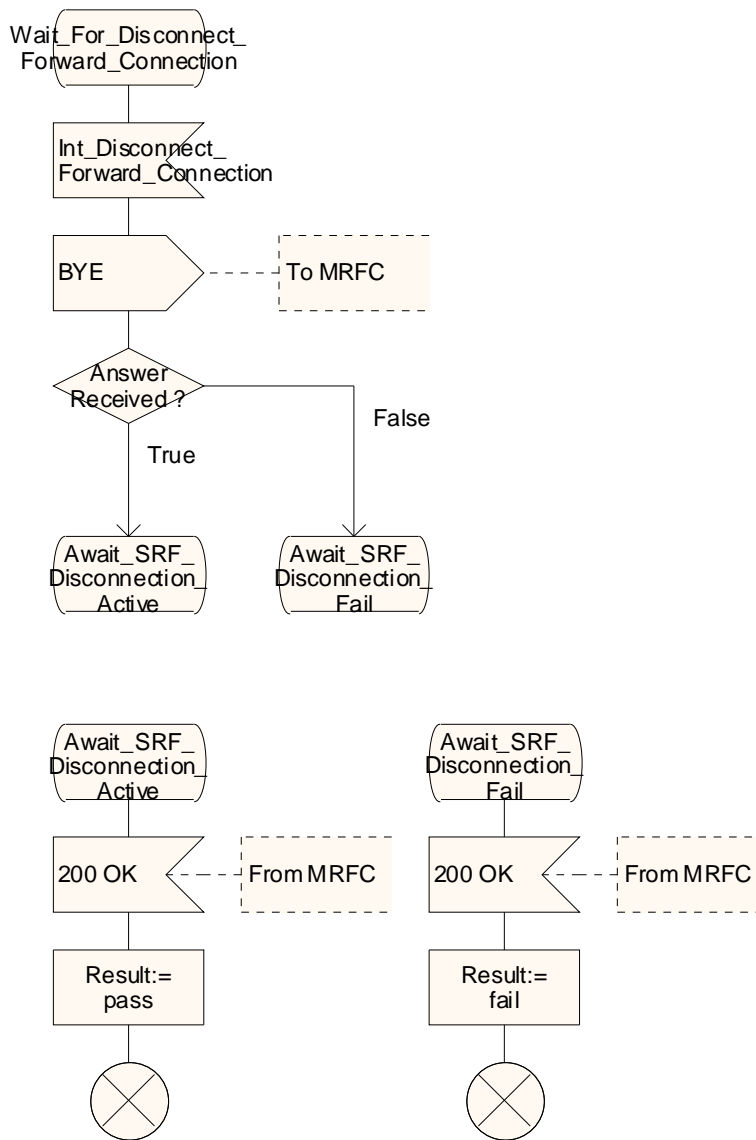 Wait_For_Disconnect_
Forward_Connection
Int_Disconnect_
Forward_Connection
BYE
To MRFC
Answer
Received ?
False
True
Await_SRF_
Disconnection_
Active
Await_SRF_
Disconnection_
Fail
Await_SRF_
Disconnection_
Active
Await_SRF_
Disconnection_
Fail
200 OK
From MRFC
200 OK
From MRFC
Result:=
pass
Result:=
fail